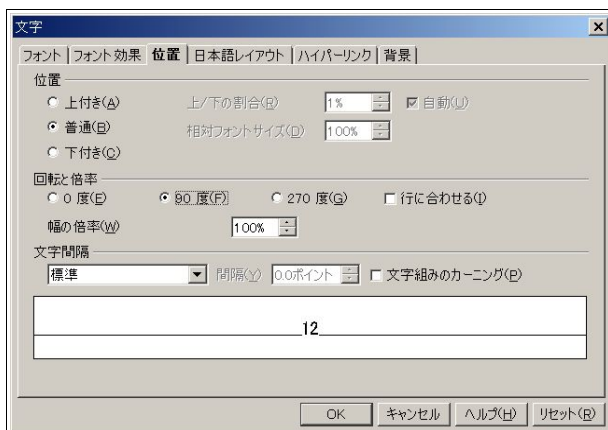 文字
フォント フォント効果 位置 日本語レイアウト ハイパーリンク 背景
位置
上付き(A) 上/下の割合(R) 1% 自動(U)
普通(B) 相対フォントサイズ(D) 100%
下付き(C)
回転と倍率
0 度(E) 90 度(F) 270 度(G) 行に合わせる(I)
幅の倍率(W) 100%
文字間隔
標準 間隔(Y) 0.0ポイント 文字組みのカーニング(P)
12
OK キャンセル ヘルプ(H) リセット(R)